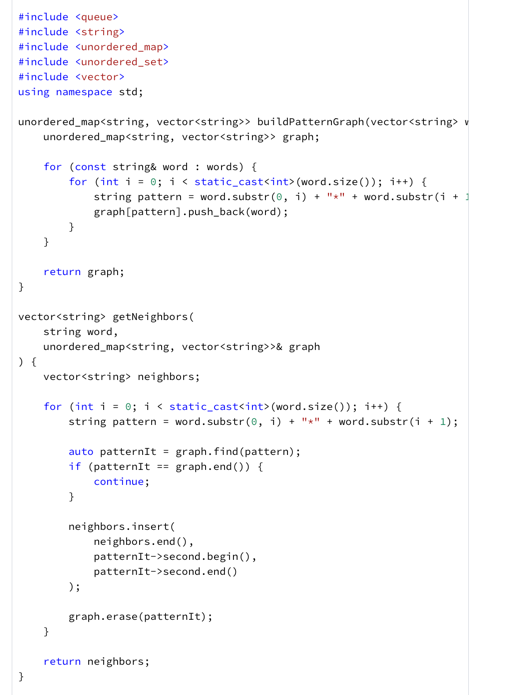 #include <queue>
#include <string>
#include <unordered_map>
#include <unordered_set>
#include <vector>
using namespace std;

unordered_map<string, vector<string>> buildPatternGraph(vector<string>
    unordered_map<string, vector<string>> graph;

    for (const string& word : words) {
        for (int i = 0; i < static_cast<int>(word.size()); i++) {
            string pattern = word.substr(0, i) + "*" + word.substr(i +
            graph[pattern].push_back(word);
        }
    }

    return graph;
}

vector<string> getNeighbors(
    string word,
    unordered_map<string, vector<string>>& graph
) {
    vector<string> neighbors;

    for (int i = 0; i < static_cast<int>(word.size()); i++) {
        string pattern = word.substr(0, i) + "*" + word.substr(i + 1);

        auto patternIt = graph.find(pattern);
        if (patternIt == graph.end()) {
            continue;
        }

        neighbors.insert(
            neighbors.end(),
            patternIt->second.begin(),
            patternIt->second.end()
        );

        graph.erase(patternIt);
    }

    return neighbors;
}